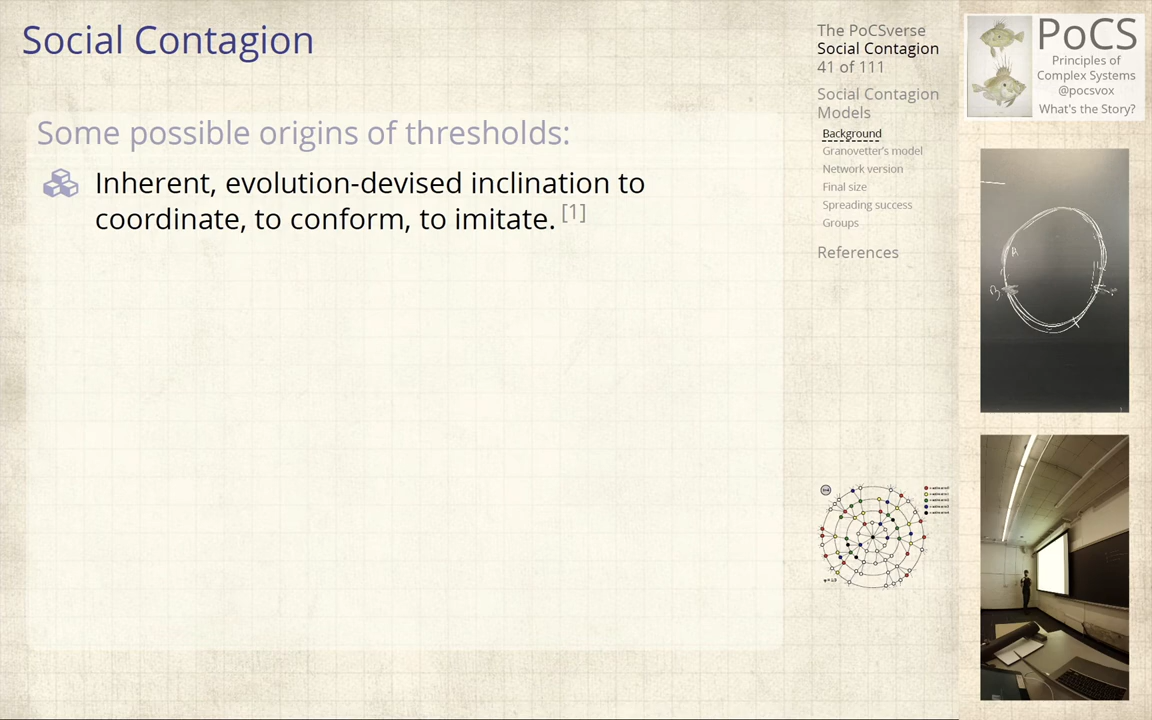 Social Contagion
Some possible origins of thresholds:
Inherent, evolution-devised inclination to
coordinate, to conform, to imitate. [1]
The PoCSverse
Social Contagion
41 of 111
Social Contagion
Models
Background
Granovetter's model
Network version
Final size
Spreading success
Groups
References
PoCS
Principles of
Complex Systems
@pocsvox
What's the Story?